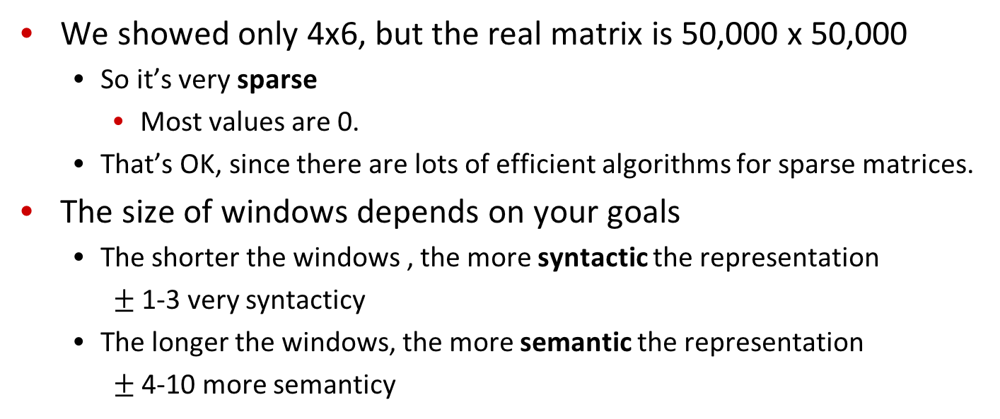 • We showed only 4x6, but the real matrix is 50,000 x 50,000
• So it’s very sparse
• Most values are 0.
• That’s OK, since there are lots of efficient algorithms for sparse matrices.
• The size of windows depends on your goals
• The shorter the windows , the more syntactic the representation
± 1-3 very syntacticy
• The longer the windows, the more semantic the representation
± 4-10 more semanticy